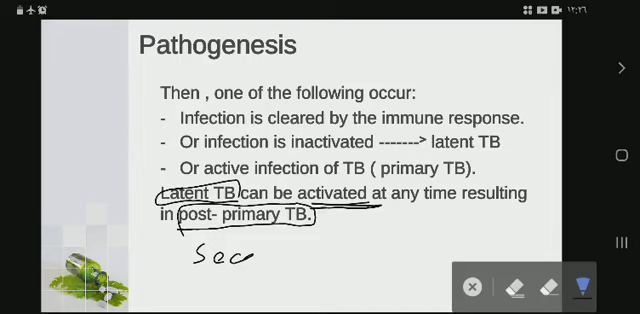 ١٢:٢٦
Pathogenesis
Then , one of the following occur:
- Infection is cleared by the immune response.
- Or infection is inactivated -------> latent TB
- Or active infection of TB ( primary TB).
Latent TB can be activated at any time resulting
in post- primary TB.
Sec